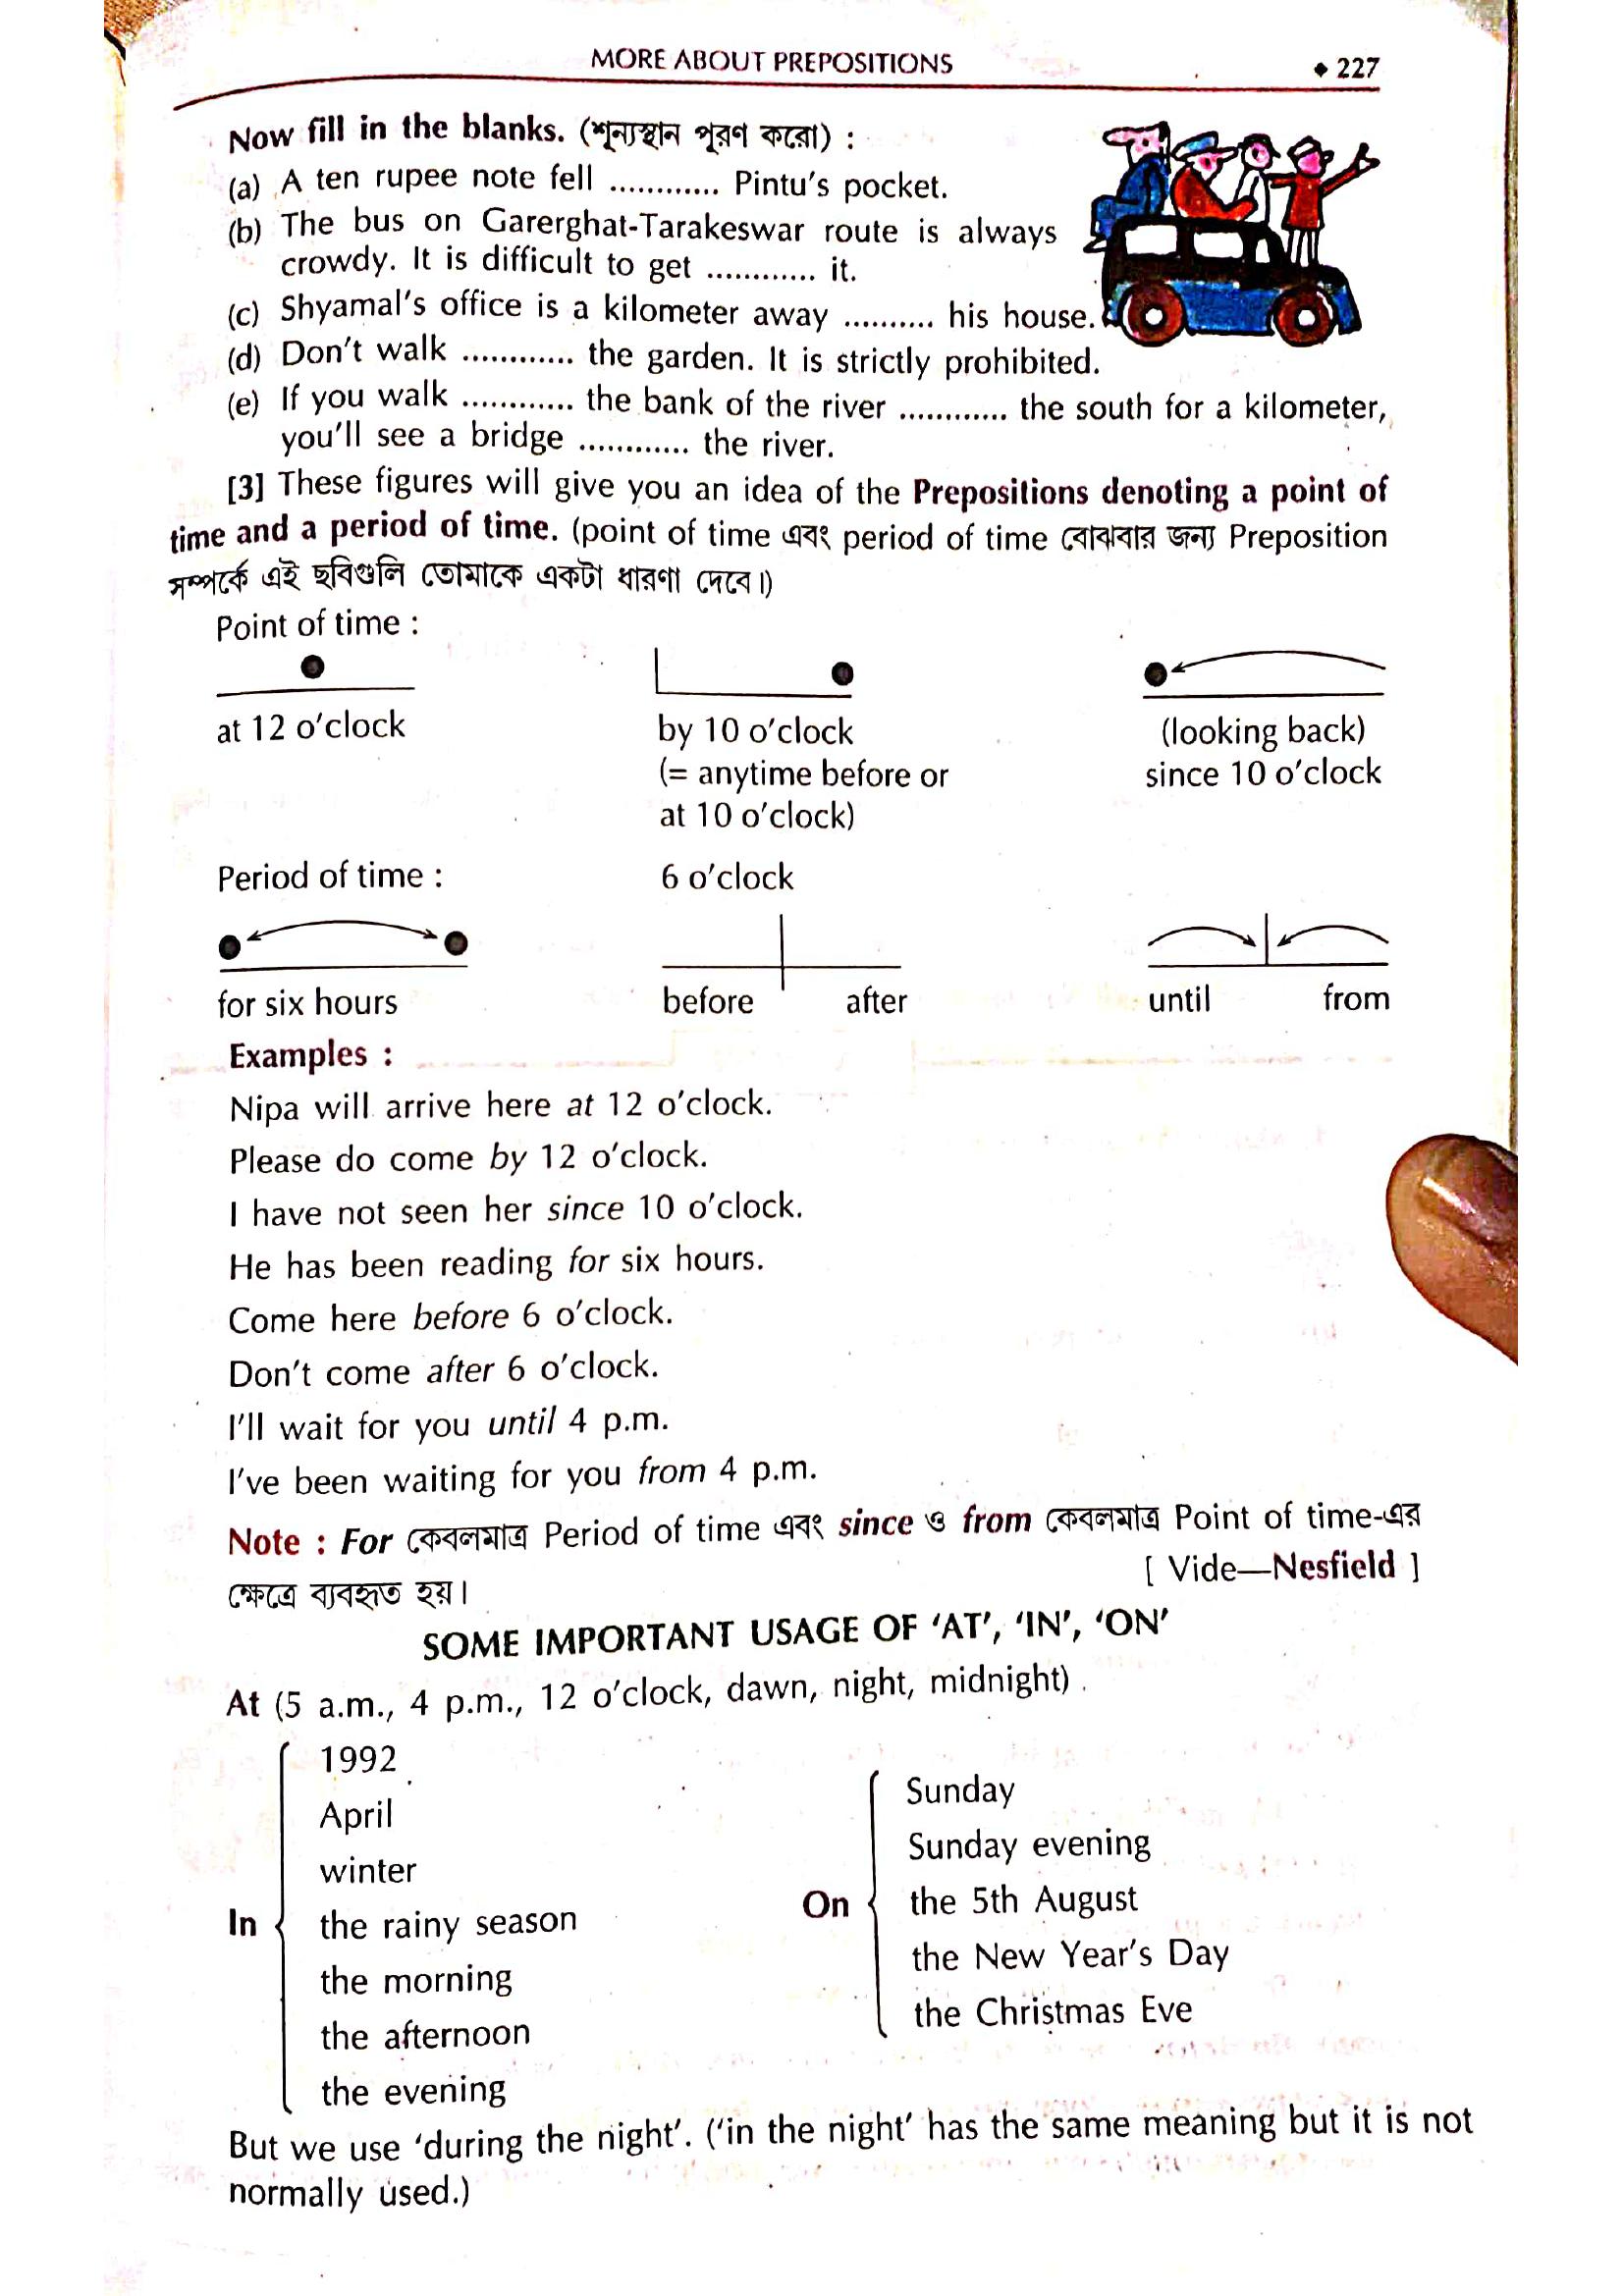 MORE ABOUT PREPOSITIONS ◆ 227
Now fill in the blanks. (শূন্যস্থান পূরণ করো) :
(a) A ten rupee note fell ............ Pintu's pocket.
(b) The bus on Garerghat-Tarakeswar route is always
crowdy. It is difficult to get ............ it.
(c) Shyamal's office is a kilometer away .......... his house.
(d) Don't walk ............ the garden. It is strictly prohibited.
(e) If you walk ............ the bank of the river ............ the south for a kilometer,
you'll see a bridge ............ the river.
[3] These figures will give you an idea of the Prepositions denoting a point of
time and a period of time. (point of time এবং period of time বোঝবার জন্য Preposition
সম্পর্কে এই ছবিগুলি তোমাকে একটা ধারণা দেবে।)
Point of time :
at 12 o'clock by 10 o'clock (looking back)
(= anytime before or since 10 o'clock
at 10 o'clock)
Period of time : 6 o'clock
for six hours before after until from
Examples :
Nipa will arrive here at 12 o'clock.
Please do come by 12 o'clock.
I have not seen her since 10 o'clock.
He has been reading for six hours.
Come here before 6 o'clock.
Don't come after 6 o'clock.
I'll wait for you until 4 p.m.
I've been waiting for you from 4 p.m.
Note : For কেবলমাত্র Period of time এবং since ও from কেবলমাত্র Point of time-এর
ক্ষেত্রে ব্যবহৃত হয়। [ Vide—Nesfield ]
SOME IMPORTANT USAGE OF 'AT', 'IN', 'ON'
At (5 a.m., 4 p.m., 12 o'clock, dawn, night, midnight) .
In
1992
April
winter
the rainy season
the morning
the afternoon
the evening
On
Sunday
Sunday evening
the 5th August
the New Year's Day
the Christmas Eve
But we use 'during the night'. ('in the night' has the same meaning but it is not
normally used.)